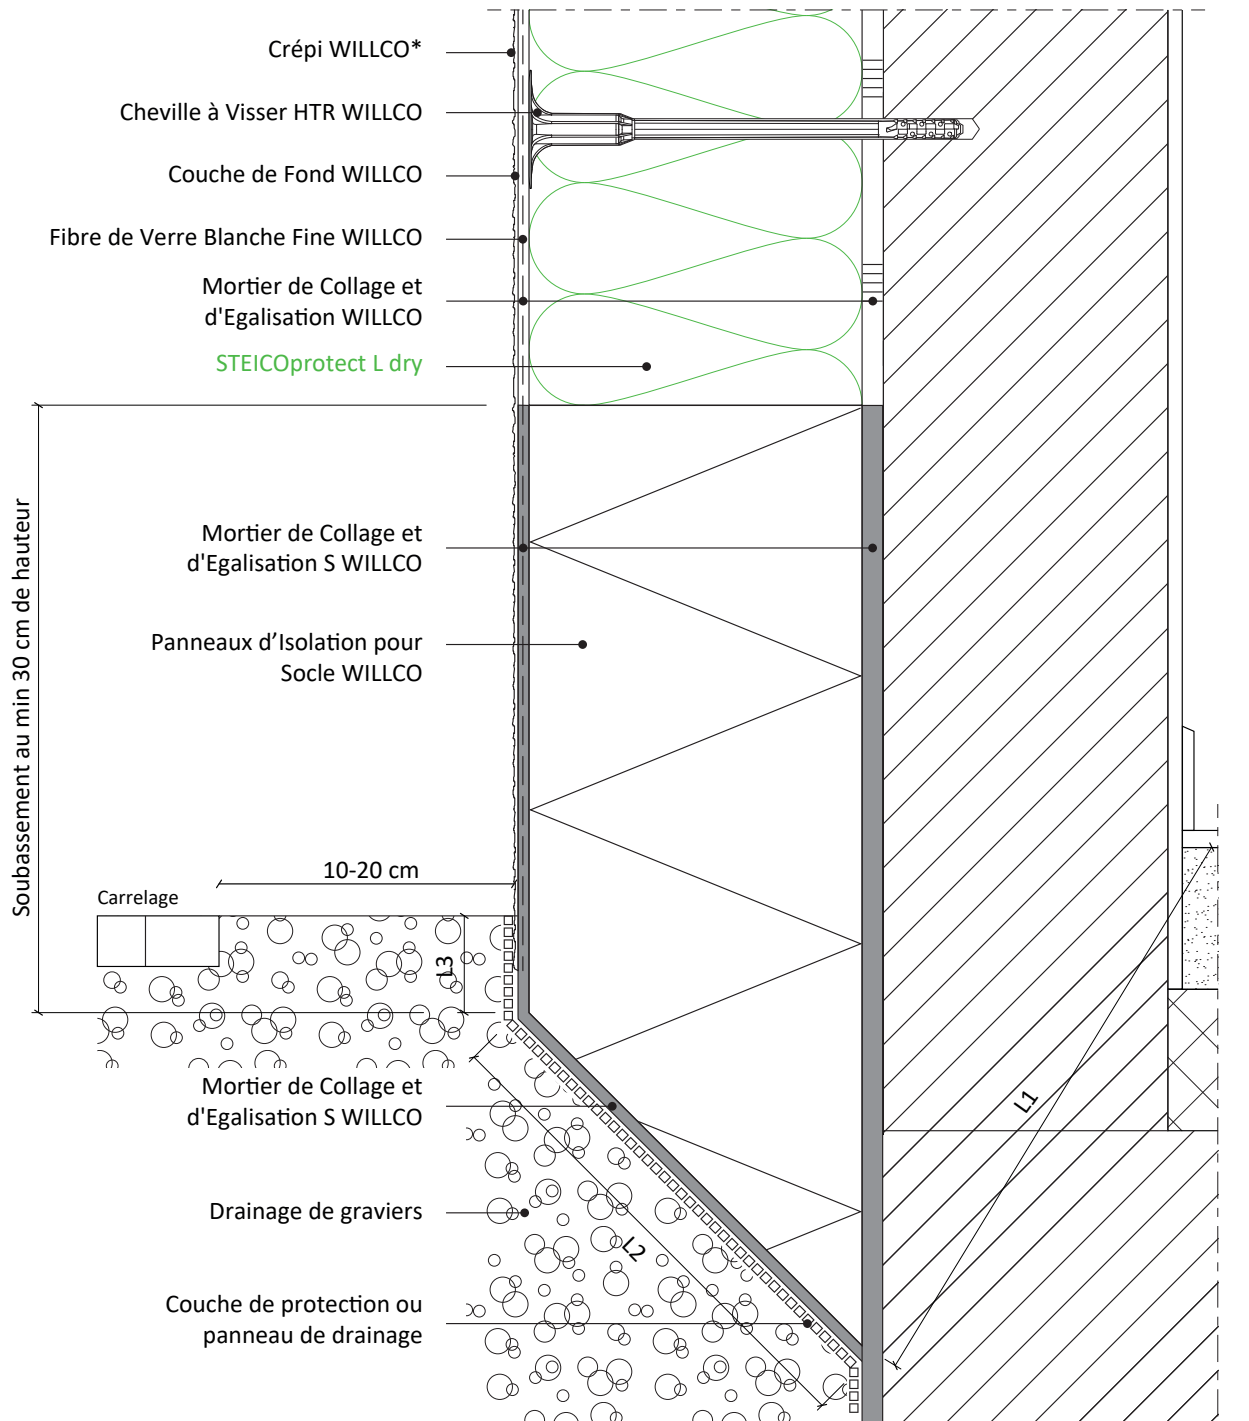 Crépi WILLCO*
Cheville à Visser HTR WILLCO
Couche de Fond WILLCO
Fibre de Verre Blanche Fine WILLCO
Mortier de Collage et
d'Egalisation WILLCO
STEICOprotect L dry
Soubassement au min 30 cm de hauteur
Mortier de Collage et
d'Egalisation S WILLCO
Panneaux d’Isolation pour
Socle WILLCO
10-20 cm
Carrelage
L3
Mortier de Collage et
d'Egalisation S WILLCO
L1
Drainage de graviers
L2
Couche de protection ou
panneau de drainage